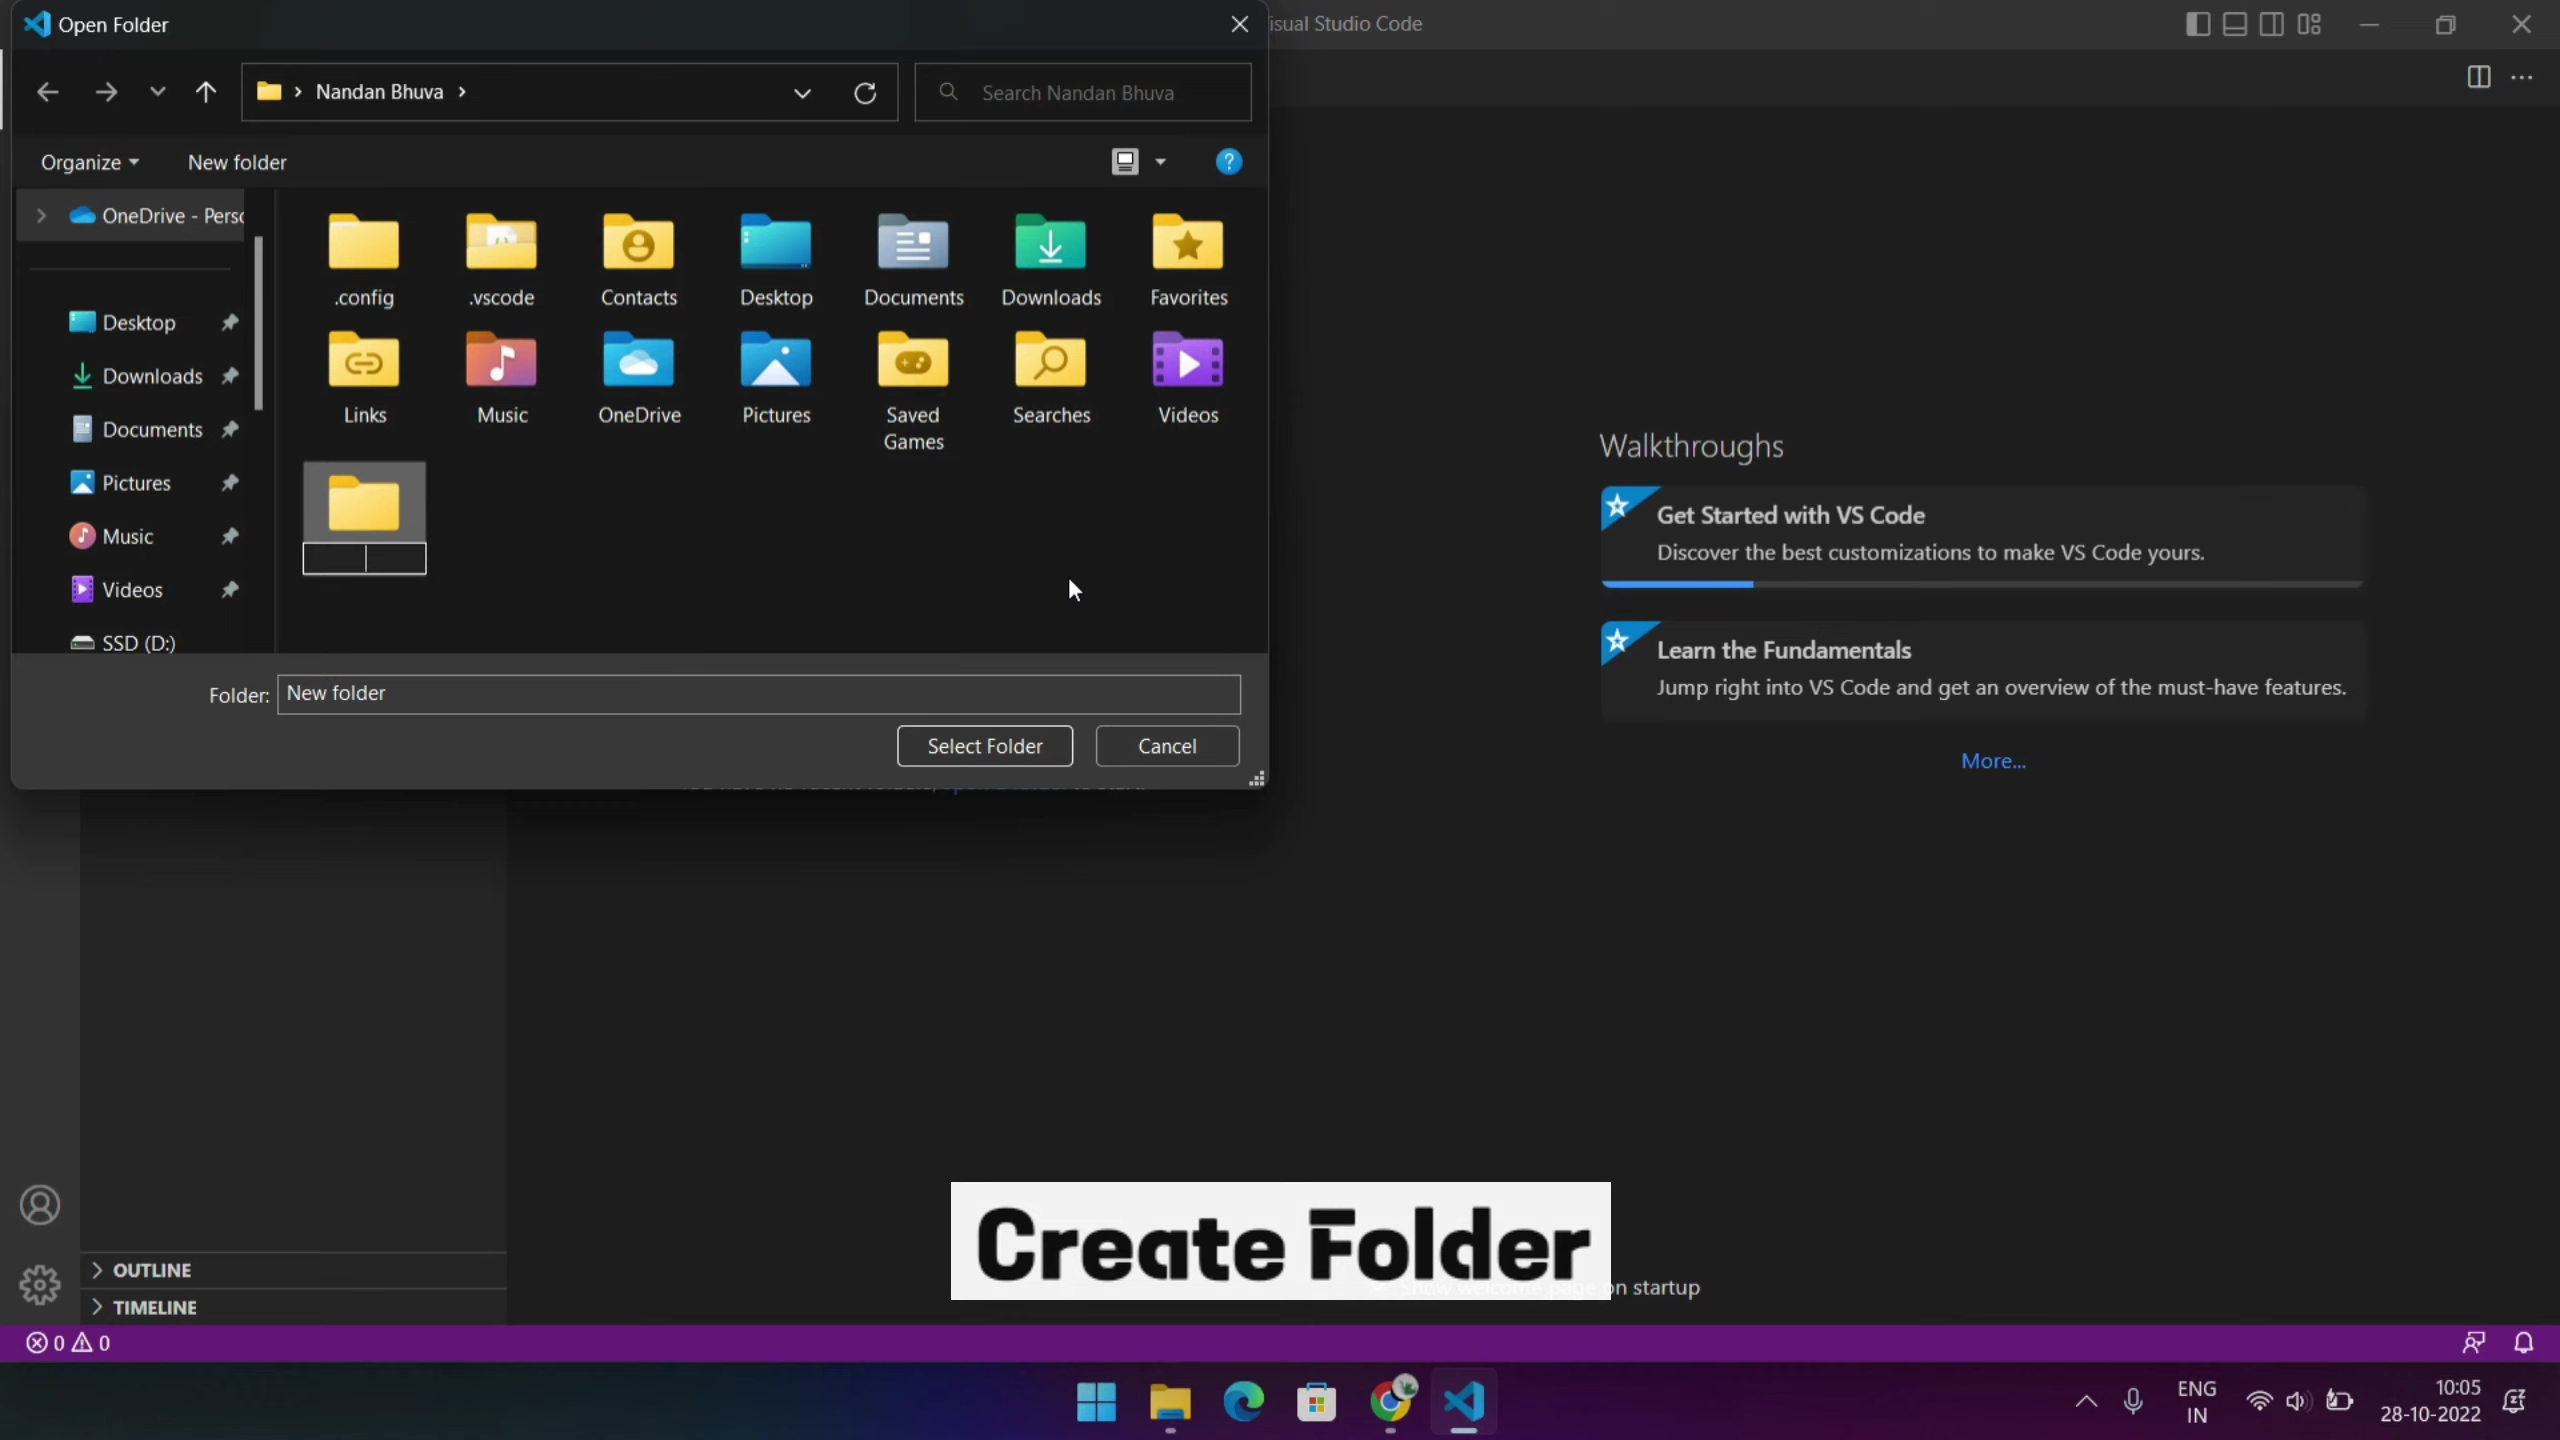 Open Folder
isual Studio Code
Nandan Bhuva
Search Nandan Bhuva
Organize
New folder
OneDrive - Perso
.config
.vscode
Contacts
Desktop
Documents
Downloads
Favorites
Desktop
Downloads
Documents
Pictures
Music
Videos
SSD (D:)
Links
Music
OneDrive
Pictures
Saved
Games
Searches
Videos
Walkthroughs
Get Started with VS Code
Discover the best customizations to make VS Code yours.
Learn the Fundamentals
Jump right into VS Code and get an overview of the must-have features.
More...
Folder: New folder
Select Folder
Cancel
Create Folder
on startup
OUTLINE
TIMELINE
0 0
ENG
IN
10:05
28-10-2022